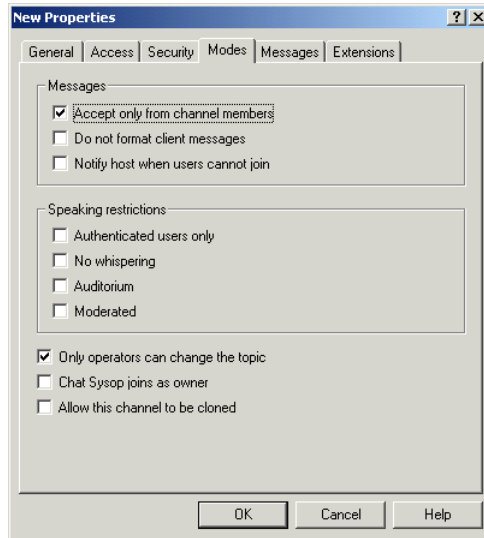 New Properties
General Access Security Modes Messages Extensions
Messages
Accept only from channel members
Do not format client messages
Notify host when users cannot join
Speaking restrictions
Authenticated users only
No whispering
Auditorium
Moderated
Only operators can change the topic
Chat Sysop joins as owner
Allow this channel to be cloned
OK Cancel Help